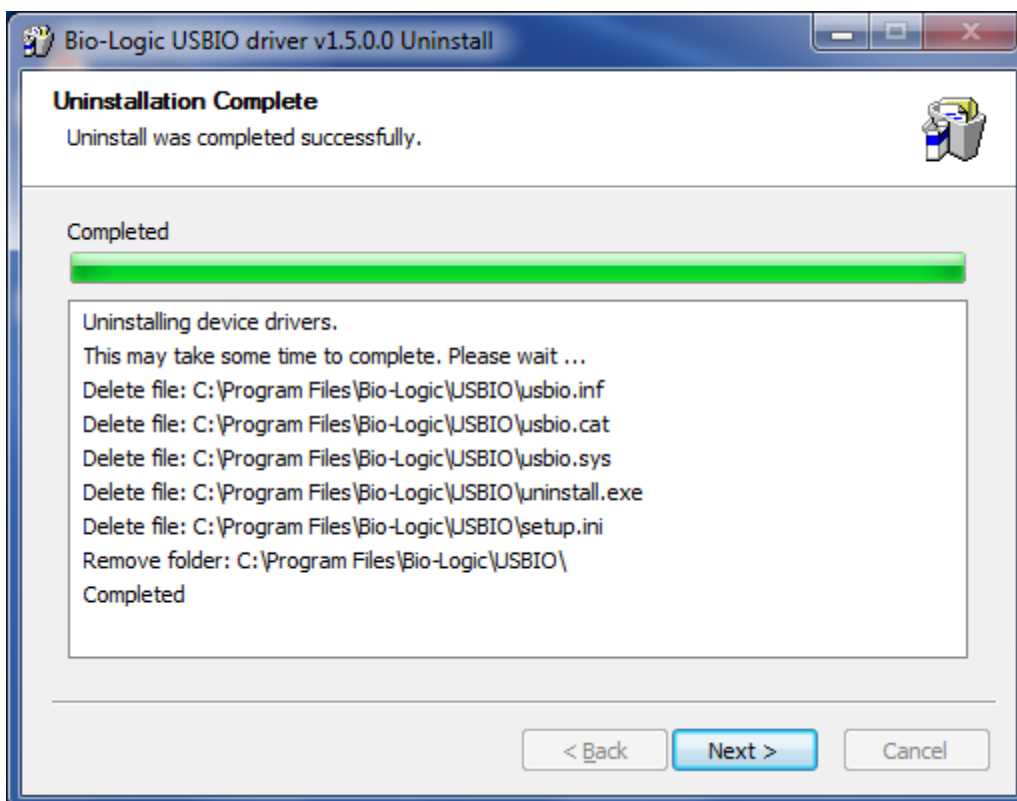 Bio-Logic USBIO driver v1.5.0.0 Uninstall
Uninstallation Complete
Uninstall was completed successfully.
Completed
Uninstalling device drivers.
This may take some time to complete. Please wait ...
Delete file: C:\Program Files\Bio-Logic\USBIO\usbio.inf
Delete file: C:\Program Files\Bio-Logic\USBIO\usbio.cat
Delete file: C:\Program Files\Bio-Logic\USBIO\usbio.sys
Delete file: C:\Program Files\Bio-Logic\USBIO\uninstall.exe
Delete file: C:\Program Files\Bio-Logic\USBIO\setup.ini
Remove folder: C:\Program Files\Bio-Logic\USBIO\
Completed
< Back Next > Cancel